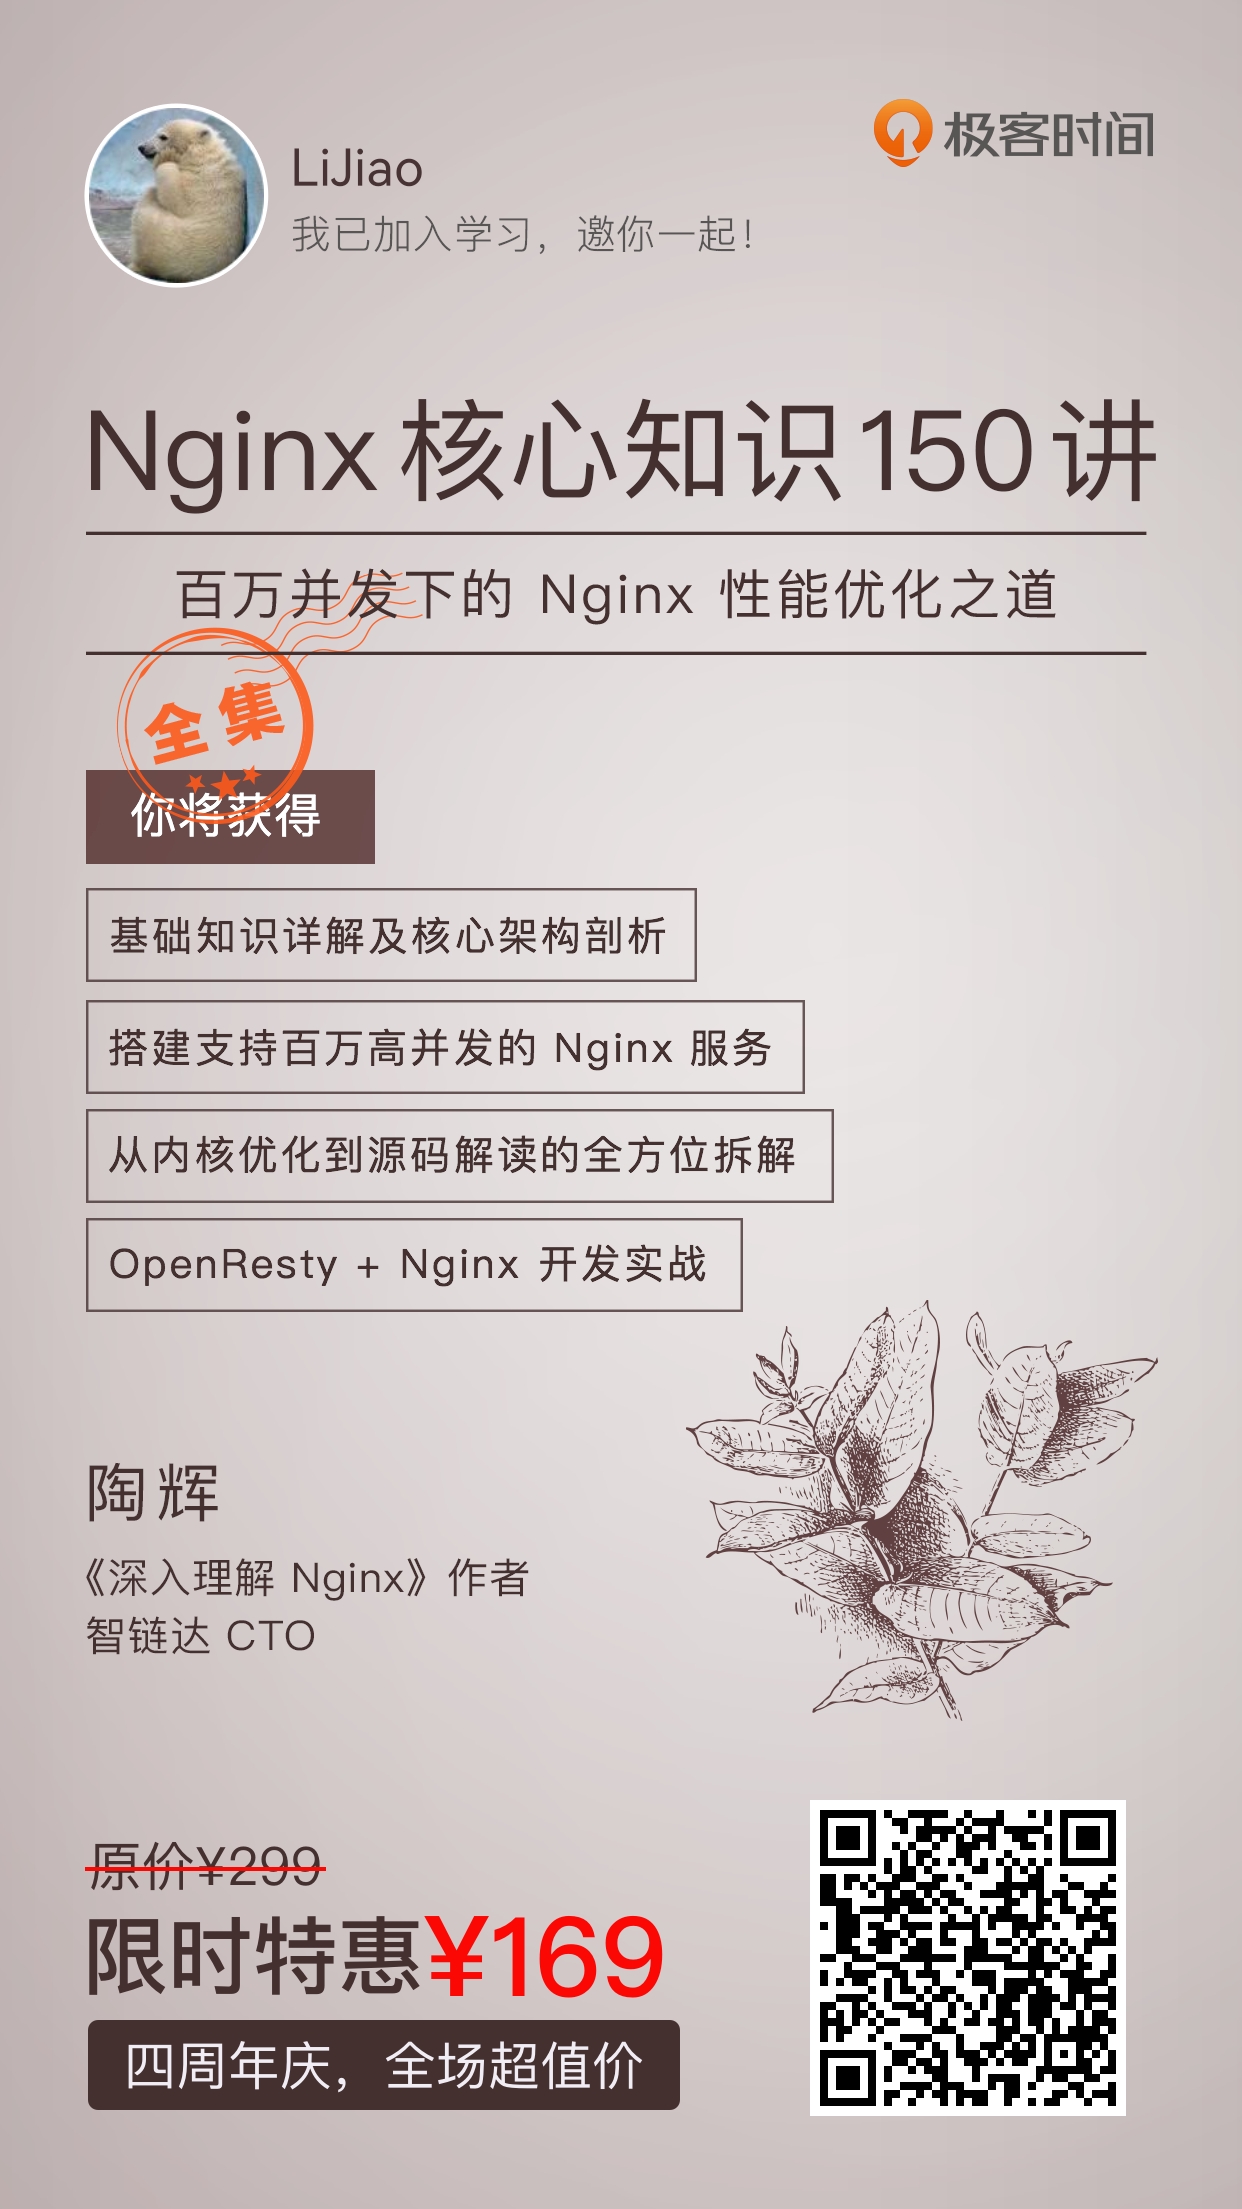 LiJiao
我已加入学习，邀你一起！
极客时间
Nginx 核心知识150讲
百万并发下的 Nginx 性能优化之道
全集
你将获得
基础知识详解及核心架构剖析
搭建支持百万高并发的 Nginx 服务
从内核优化到源码解读的全方位拆解
OpenResty + Nginx 开发实战
陶辉
《深入理解 Nginx》作者
智链达 CTO
原价¥299
限时特惠¥169
四周年庆，全场超值价